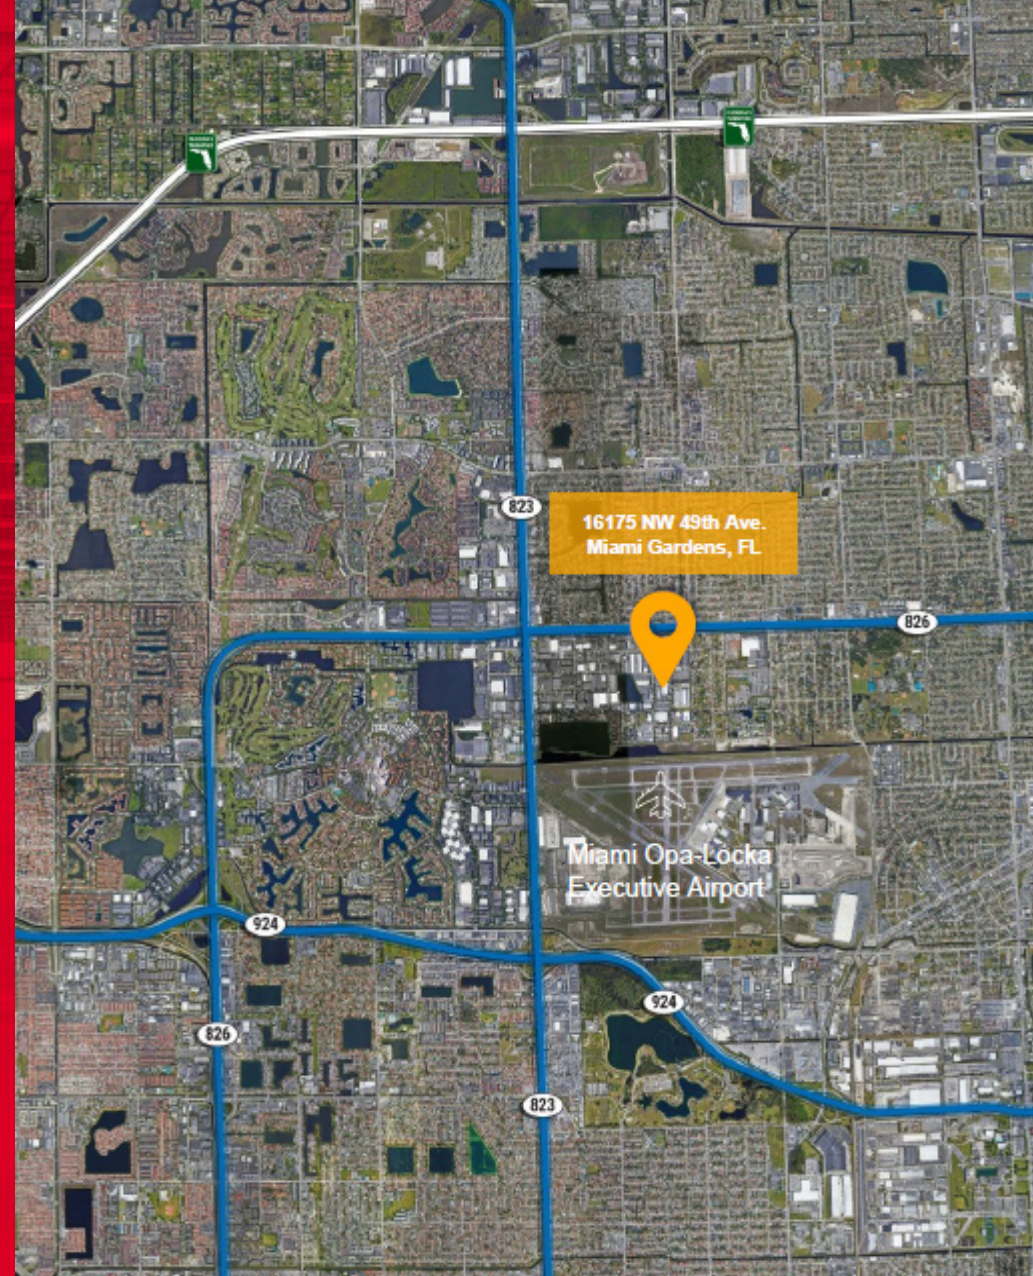 823
16175 NW 49th Ave.
Miami Gardens, FL
826
Miami Opa-Locka
Executive Airport
924
924
826
823